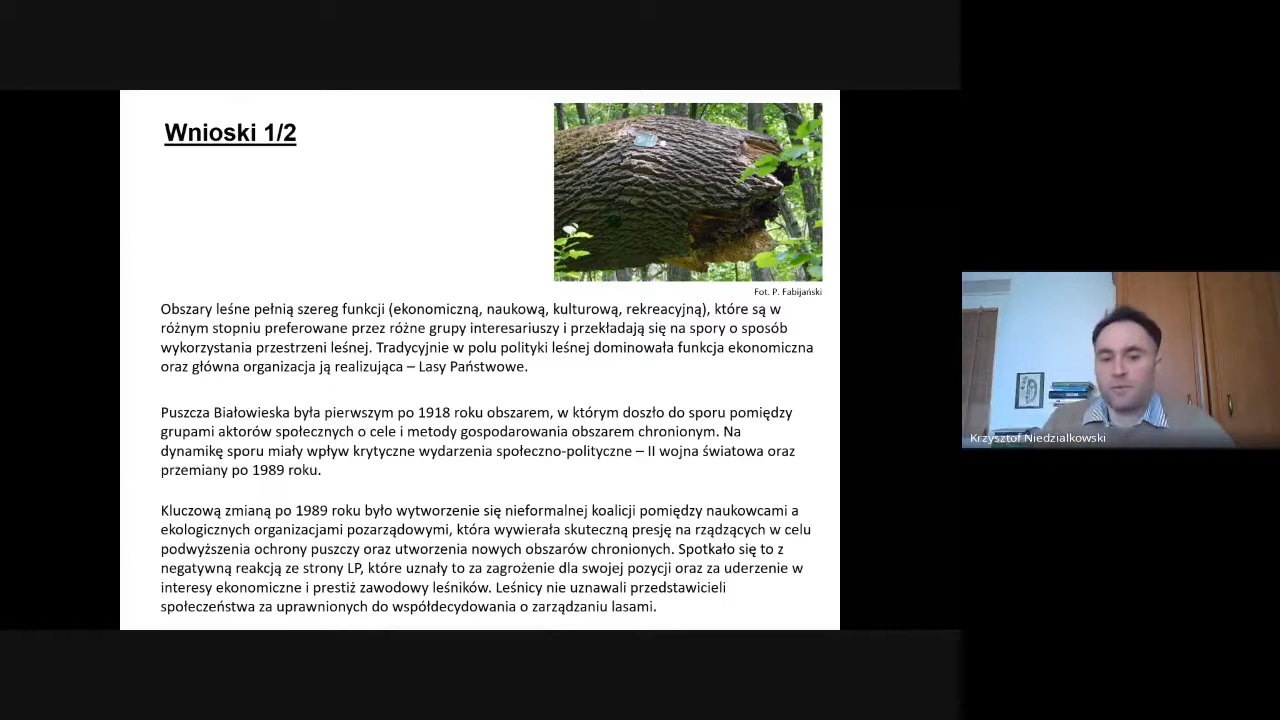 Wnioski 1/2
Fot. P. Fabijański
Obszary leśne pełnią szereg funkcji (ekonomiczną, naukową, kulturową, rekreacyjną), które są w
różnym stopniu preferowane przez różne grupy interesariuszy i przekładają się na spory o sposób
wykorzystania przestrzeni leśnej. Tradycyjnie w polu polityki leśnej dominowała funkcja ekonomiczna
oraz główna organizacja ją realizująca – Lasy Państwowe.
Puszcza Białowieska była pierwszym po 1918 roku obszarem, w którym doszło do sporu pomiędzy
grupami aktorów społecznych o cele i metody gospodarowania obszarem chronionym. Na
dynamikę sporu miały wpływ krytyczne wydarzenia społeczno-polityczne – II wojna światowa oraz
przemiany po 1989 roku.
Kluczową zmianą po 1989 roku było wytworzenie się nieformalnej koalicji pomiędzy naukowcami a
ekologicznych organizacjami pozarządowymi, która wywierała skuteczną presję na rządzących w celu
podwyższenia ochrony puszczy oraz utworzenia nowych obszarów chronionych. Spotkało się to z
negatywną reakcją ze strony LP, które uznały to za zagrożenie dla swojej pozycji oraz za uderzenie w
interesy ekonomiczne i prestiż zawodowy leśników. Leśnicy nie uznawali przedstawicieli
społeczeństwa za uprawnionych do współdecydowania o zarządzaniu lasami.
Krzysztof Niedzialkowski